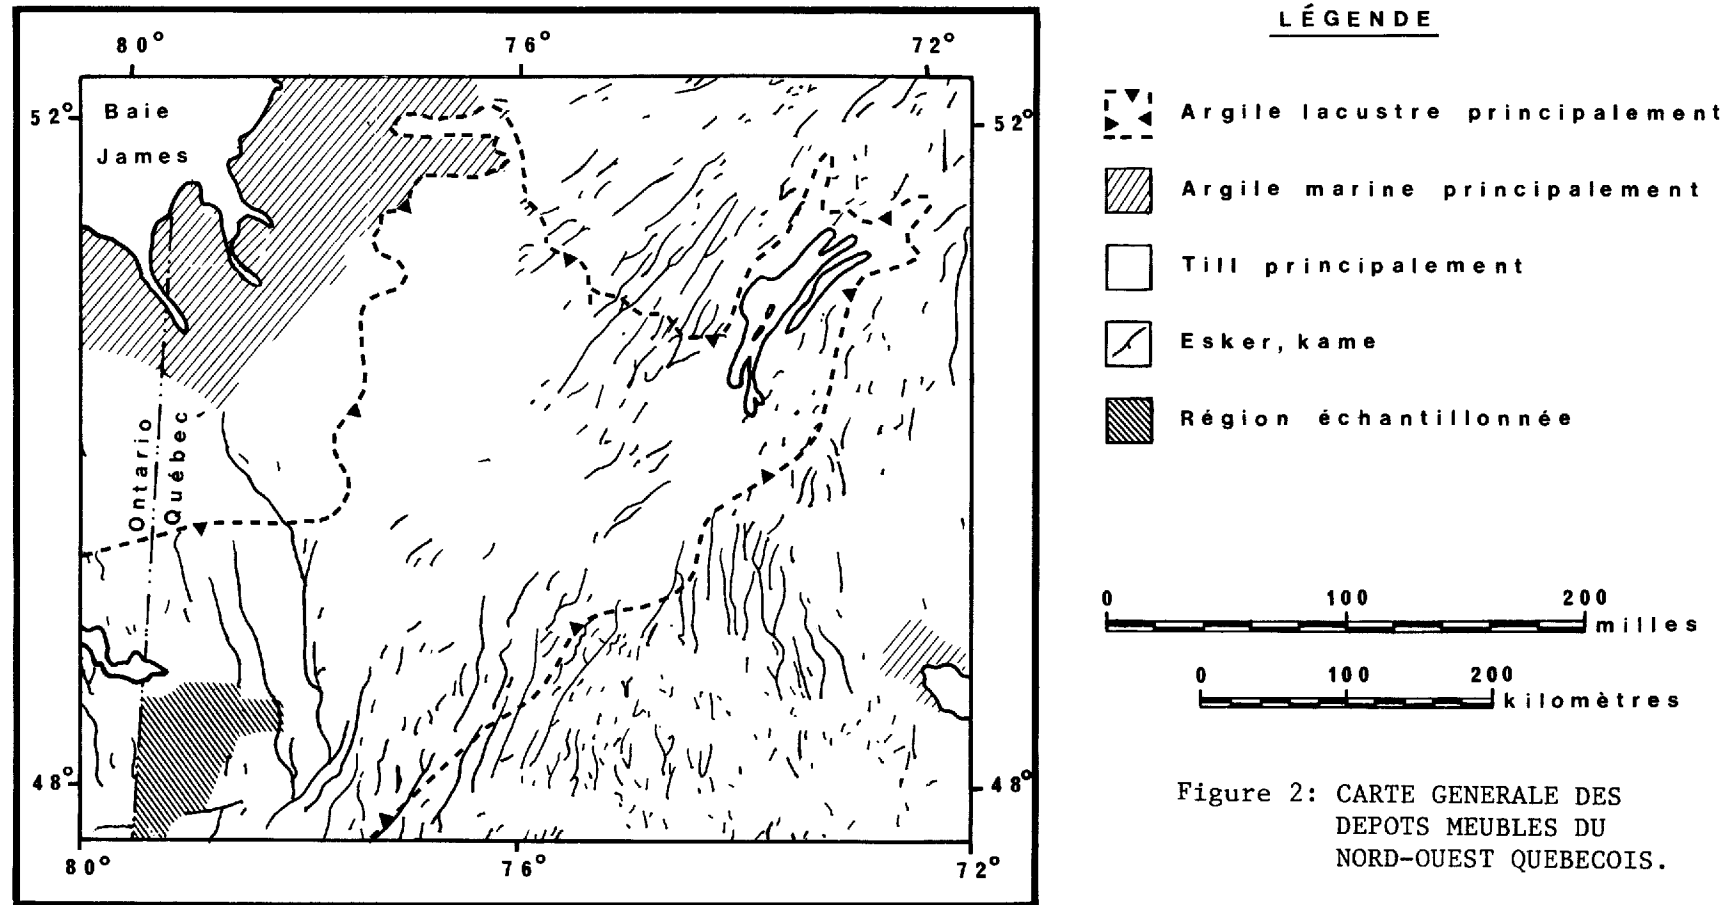 80° 76° 72°
52° 52°
Baie
James
Ontario
Québec
48° 48°
80° 76° 72°
LÉGENDE
Argile lacustre principalement
Argile marine principalement
Till principalement
Esker, kame
Région échantillonnée
0 100 200
milles
0 100 200
kilomètres
Figure 2: CARTE GENERALE DES
DEPOTS MEUBLES DU
NORD-OUEST QUEBECOIS.